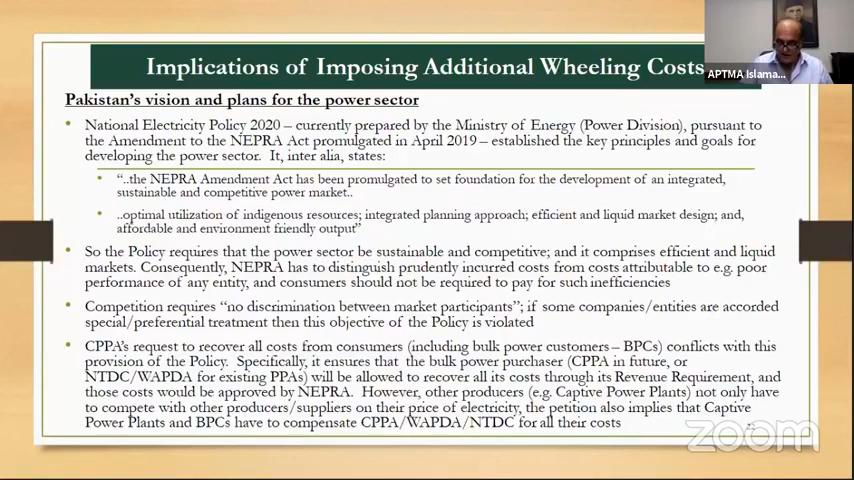 Implications of Imposing Additional Wheeling Costs
APTMA Islama...
Pakistan's vision and plans for the power sector
• National Electricity Policy 2020 – currently prepared by the Ministry of Energy (Power Division), pursuant to
the Amendment to the NEPRA Act promulgated in April 2019 – established the key principles and goals for
developing the power sector. It, inter alia, states:
• "..the NEPRA Amendment Act has been promulgated to set foundation for the development of an integrated,
sustainable and competitive power market..
• ..optimal utilization of indigenous resources; integrated planning approach; efficient and liquid market design; and,
affordable and environment friendly output"
• So the Policy requires that the power sector be sustainable and competitive; and it comprises efficient and liquid
markets. Consequently, NEPRA has to distinguish prudently incurred costs from costs attributable to e.g. poor
performance of any entity, and consumers should not be required to pay for such inefficiencies
• Competition requires "no discrimination between market participants"; if some companies/entities are accorded
special/preferential treatment then this objective of the Policy is violated
• CPPA's request to recover all costs from consumers (including bulk power customers – BPCs) conflicts with this
provision of the Policy. Specifically, it ensures that the bulk power purchaser (CPPA in future, or
NTDC/WAPDA for existing PPAs) will be allowed to recover all its costs through its Revenue Requirement, and
those costs would be approved by NEPRA. However, other producers (e.g. Captive Power Plants) not only have
to compete with other producers/suppliers on their price of electricity, the petition also implies that Captive
Power Plants and BPCs have to compensate CPPA/WAPDA/NTDC for all their costs
zoom